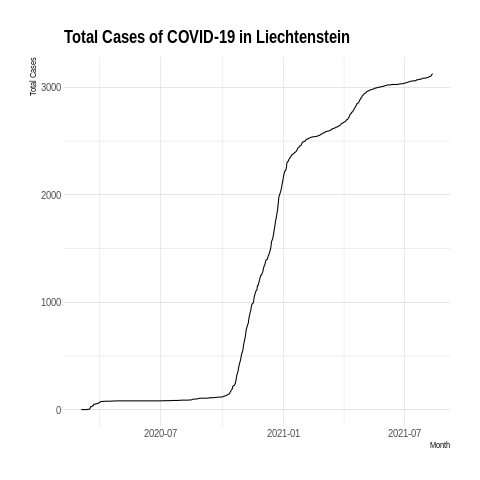 Total Cases of COVID-19 in Liechtenstein
Total Cases
3000
2000
1000
0
2020-07 2021-01 2021-07
Month